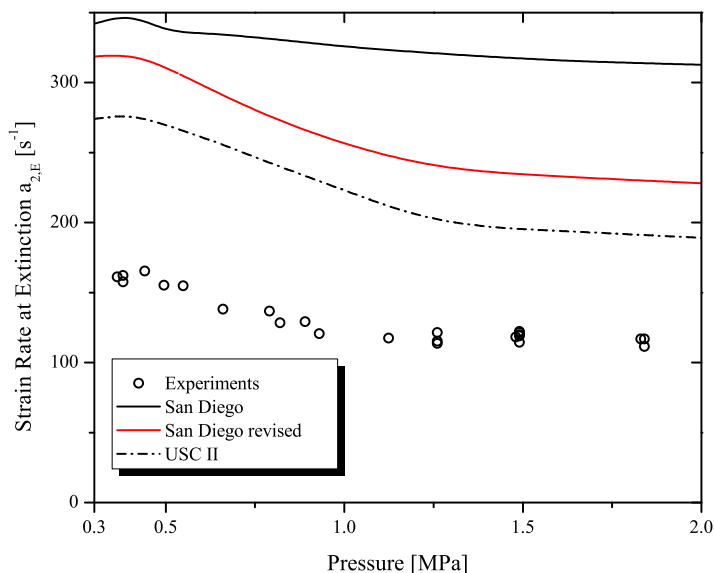 300
200
100
0
Strain Rate at Extinction a2,E [s-1]
Experiments
San Diego
San Diego revised
USC II
0.3 0.5 1.0 1.5 2.0
Pressure [MPa]